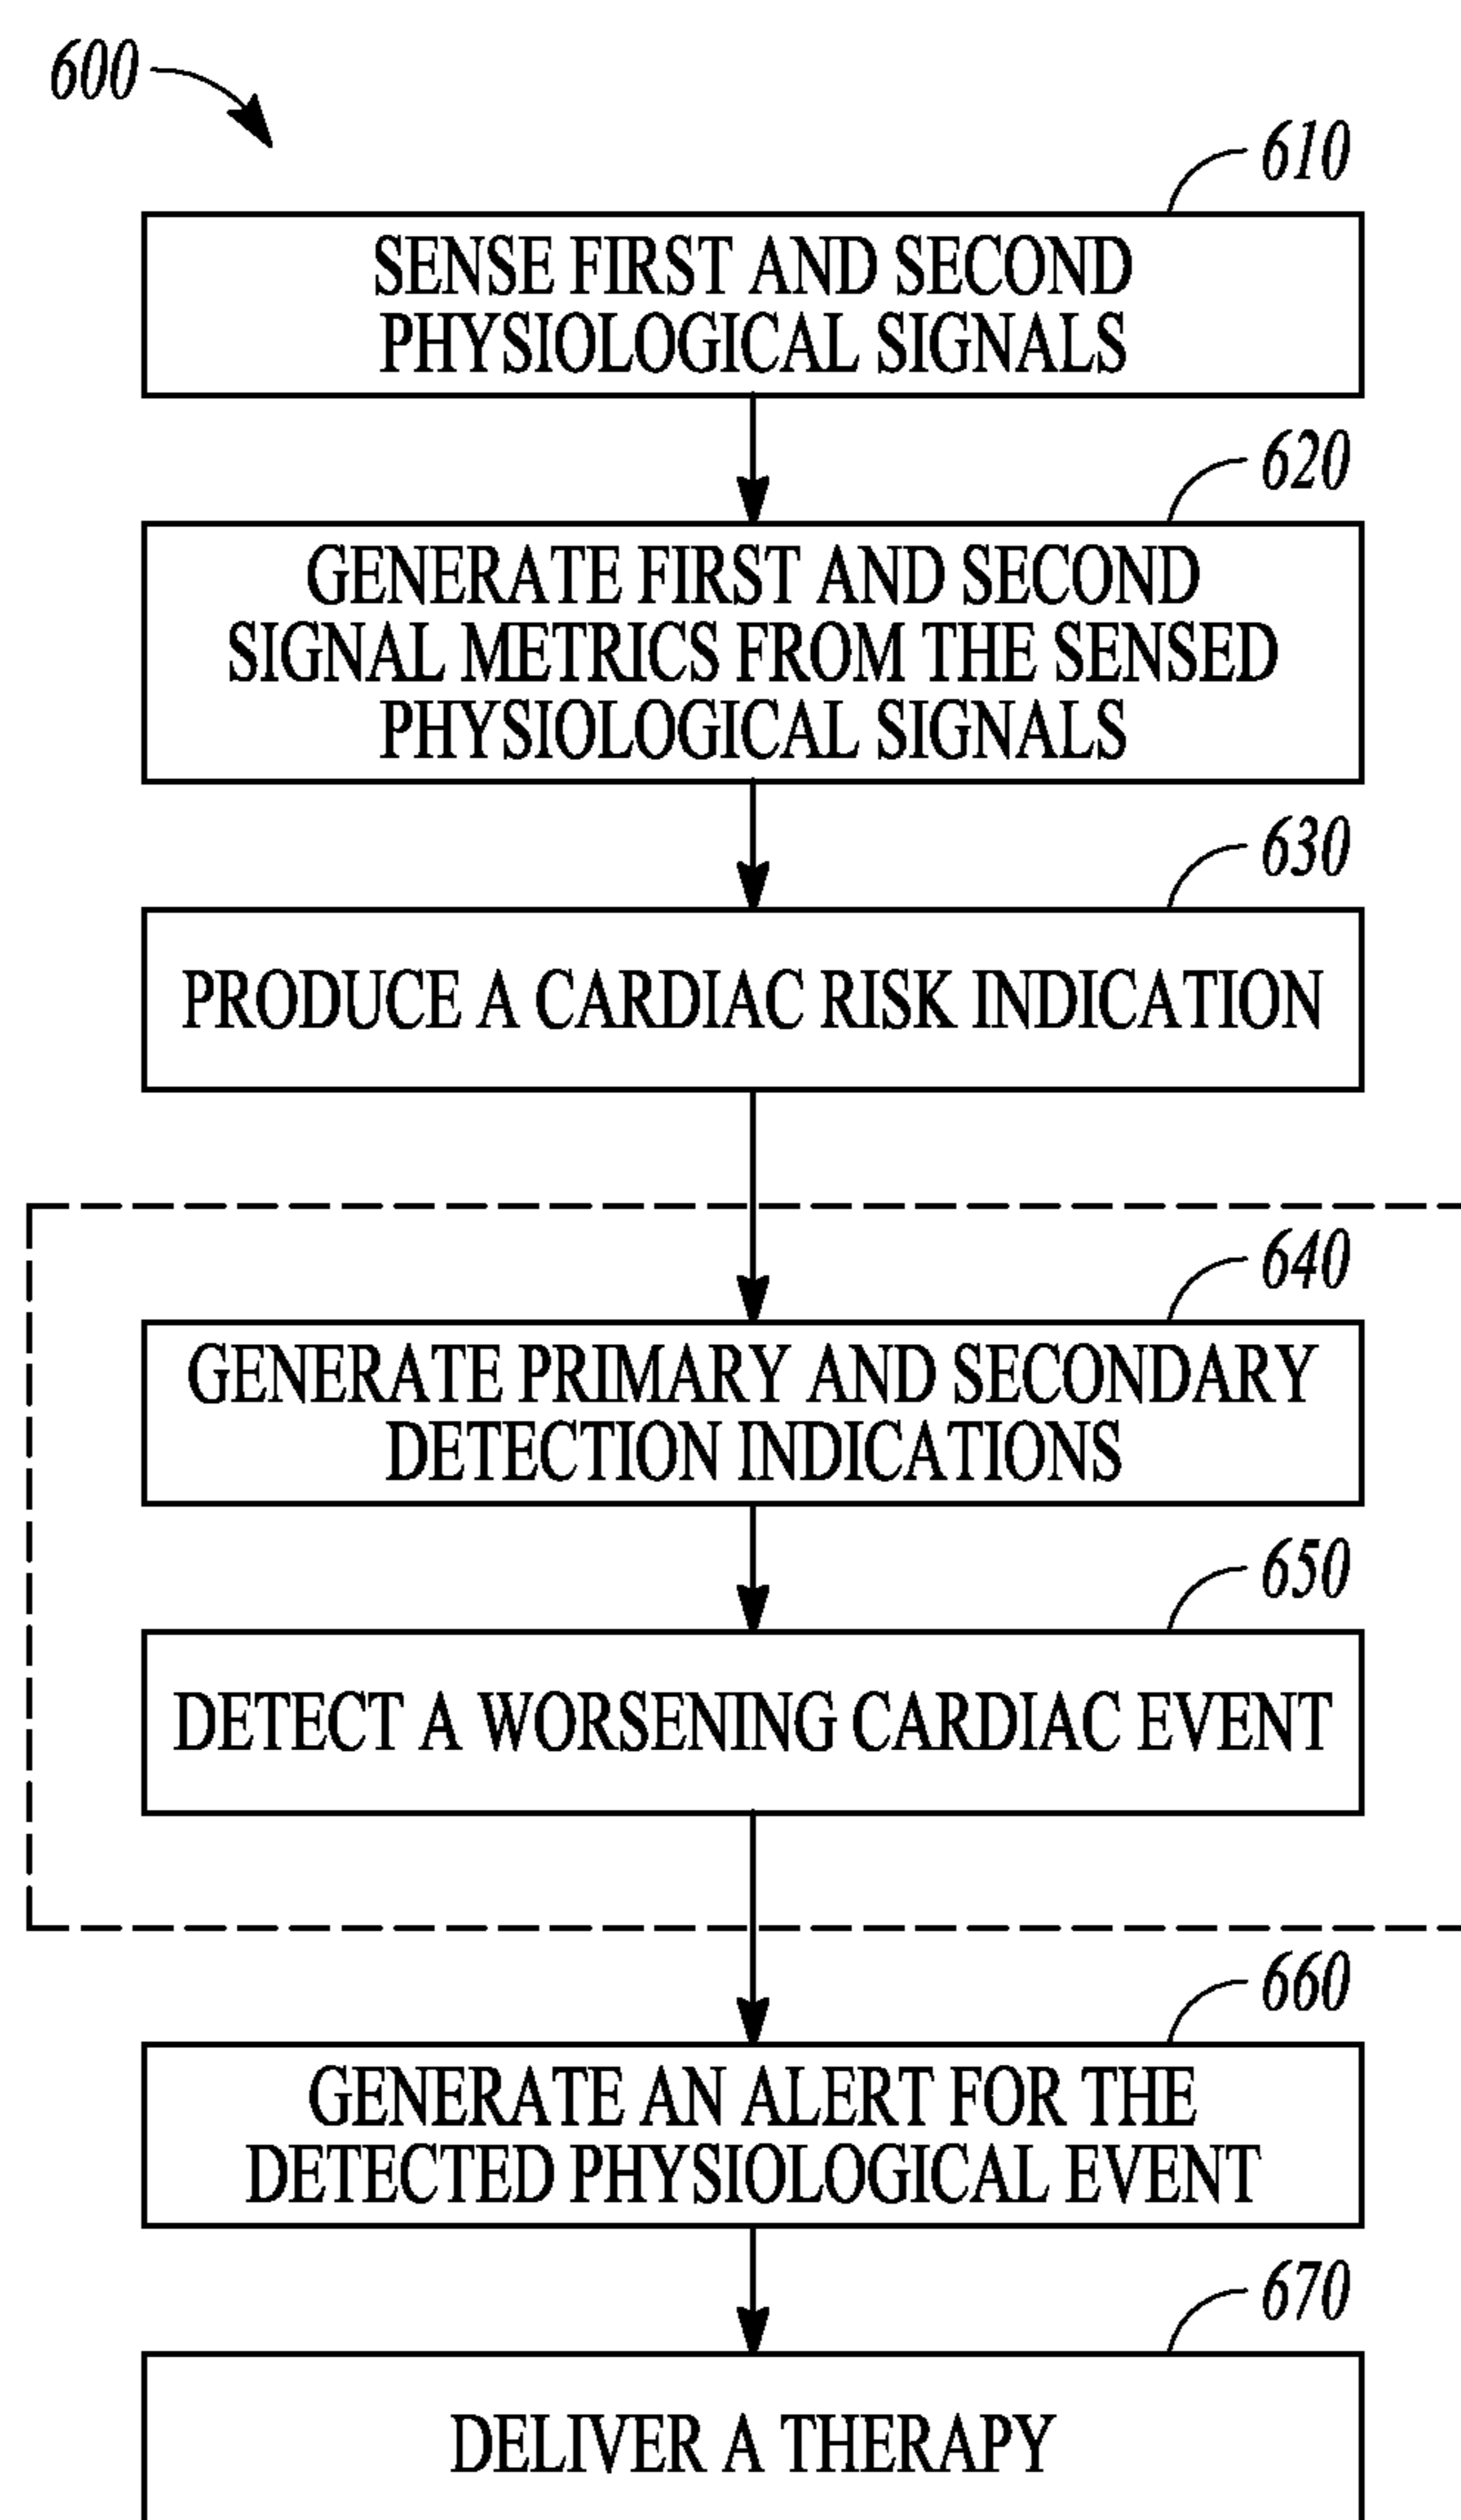 600
610
SENSE FIRST AND SECOND
PHYSIOLOGICAL SIGNALS
620
GENERATE FIRST AND SECOND
SIGNAL METRICS FROM THE SENSED
PHYSIOLOGICAL SIGNALS
630
PRODUCE A CARDIAC RISK INDICATION
640
GENERATE PRIMARY AND SECONDARY
DETECTION INDICATIONS
650
DETECT A WORSENING CARDIAC EVENT
660
GENERATE AN ALERT FOR THE
DETECTED PHYSIOLOGICAL EVENT
670
DELIVER A THERAPY